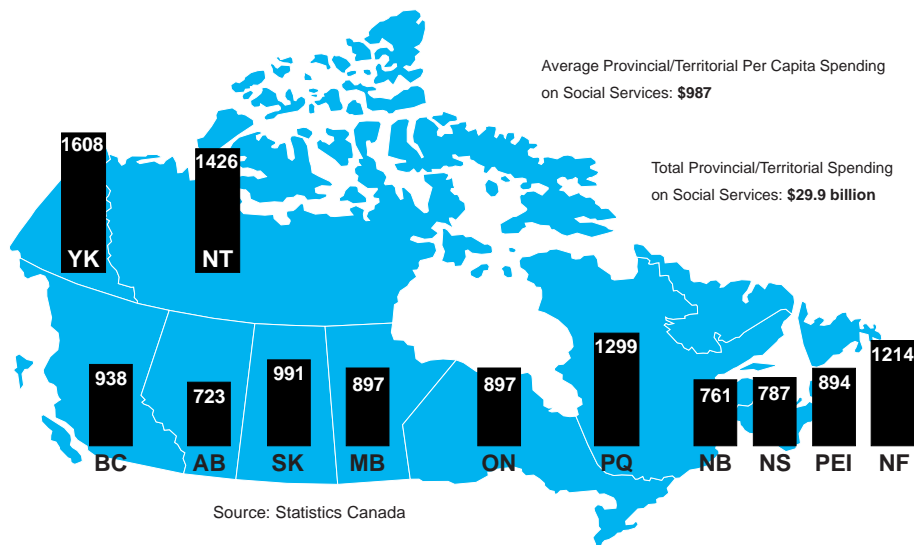 Average Provincial/Territorial Per Capita Spending
on Social Services: $987
Total Provincial/Territorial Spending
on Social Services: $29.9 billion
1608
YK
1426
NT
938
BC
723
AB
991
SK
897
MB
897
ON
1299
PQ
761
NB
787
NS
894
PEI
1214
NF
Source: Statistics Canada